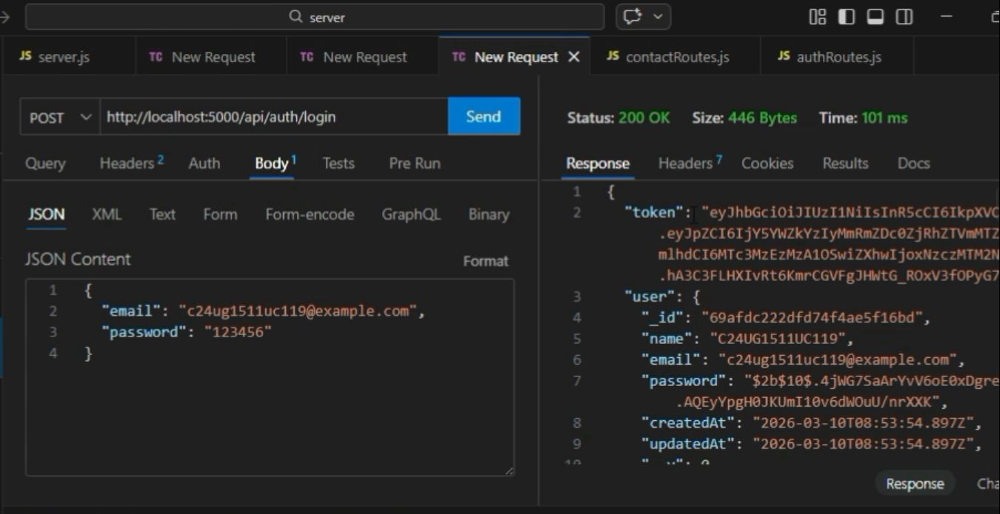 server
JS server.js TC New Request TC New Request TC New Request JS contactRoutes.js JS authRoutes.js
POST http://localhost:5000/api/auth/login Send
Status: 200 OK Size: 446 Bytes Time: 101 ms
Query Headers 2 Auth Body 1 Tests Pre Run
Response Headers 7 Cookies Results Docs
JSON XML Text Form Form-encode GraphQL Binary
JSON Content Format
1 {
2 "email": "c24ug1511uc119@example.com",
3 "password": "123456"
4 }
1 {
2 "token": "eyJhbGciOiJIUzI1NiIsInR5cCI6IkpXVC
.eyJpZCI6IjY5YWZkYzIyMmRmZDc0ZjRhZTVmMTZ
mlhdCI6MTc3MzEzMzA1OSwiZXhwIjoxNzczMTM2N
.hA3C3FLHXIvRt6KmrCGVFgJHWtG_ROxV3fOPyG7
3 "user": {
4 "_id": "69afdc222dfd74f4ae5f16bd",
5 "name": "C24UG1511UC119",
6 "email": "c24ug1511uc119@example.com",
7 "password": "$2b$10$.4jWG7SaArYvV6oE0xDgre
.AQEyYpgH0JKUmI10v6dWOuU/nrXXK",
8 "createdAt": "2026-03-10T08:53:54.897Z",
9 "updatedAt": "2026-03-10T08:53:54.897Z",
Response Cha